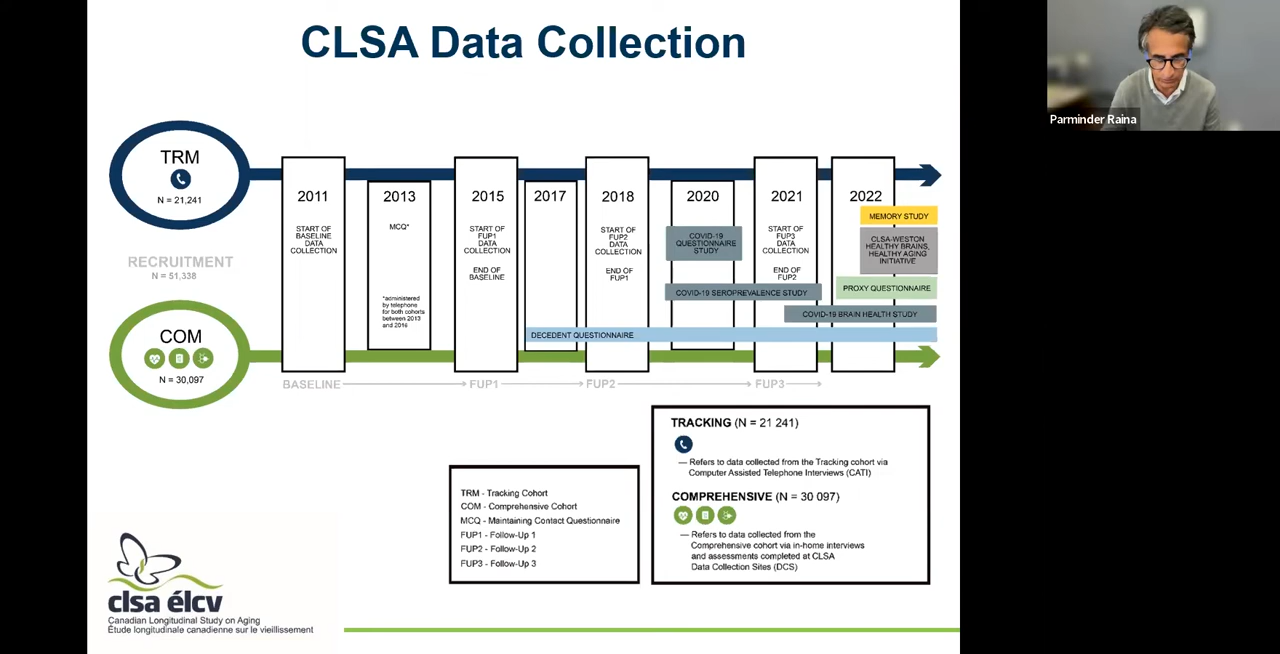 CLSA Data Collection
Parminder Raina
TRM
N = 21,241
RECRUITMENT
N = 51,338
COM
N = 30,097
2011
START OF
BASELINE
DATA
COLLECTION
2013
MCQ*
*administered
by telephone
for both cohorts
between 2013
and 2016
2015
START OF
FUP1
DATA
COLLECTION
END OF
BASELINE
2017
2018
START OF
FUP2
DATA
COLLECTION
END OF
FUP1
2020
COVID-19
QUESTIONNAIRE
STUDY
2021
START OF
FUP3
DATA
COLLECTION
END OF
FUP2
2022
MEMORY STUDY
CLSA-WESTON
HEALTHY BRAINS,
HEALTHY AGING
INITIATIVE
PROXY QUESTIONNAIRE
COVID-19 SEROPREVALENCE STUDY
COVID-19 BRAIN HEALTH STUDY
DECEDENT QUESTIONNAIRE
BASELINE
FUP1
FUP2
FUP3
TRM - Tracking Cohort
COM - Comprehensive Cohort
MCQ - Maintaining Contact Questionnaire
FUP1 - Follow-Up 1
FUP2 - Follow-Up 2
FUP3 - Follow-Up 3
TRACKING (N = 21 241)
— Refers to data collected from the Tracking cohort via
Computer Assisted Telephone Interviews (CATI)
COMPREHENSIVE (N = 30 097)
— Refers to data collected from the
Comprehensive cohort via in-home interviews
and assessments completed at CLSA
Data Collection Sites (DCS)
clsa élcv
Canadian Longitudinal Study on Aging
Étude longitudinale canadienne sur le vieillissement